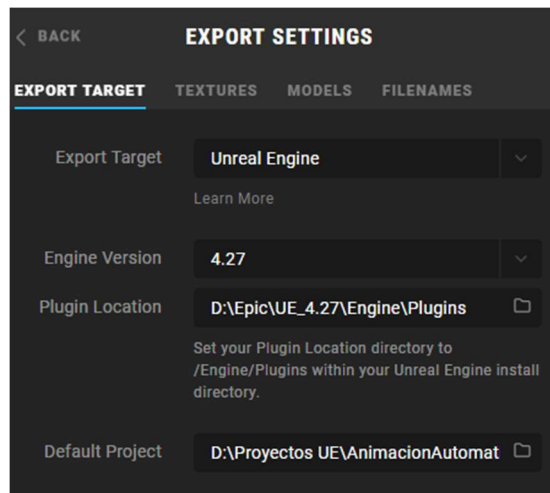 BACK EXPORT SETTINGS
EXPORT TARGET TEXTURES MODELS FILENAMES
Export Target Unreal Engine
Learn More
Engine Version 4.27
Plugin Location D:\Epic\UE_4.27\Engine\Plugins
Set your Plugin Location directory to
/Engine/Plugins within your Unreal Engine install
directory.
Default Project D:\Proyectos UE\AnimacionAutomat